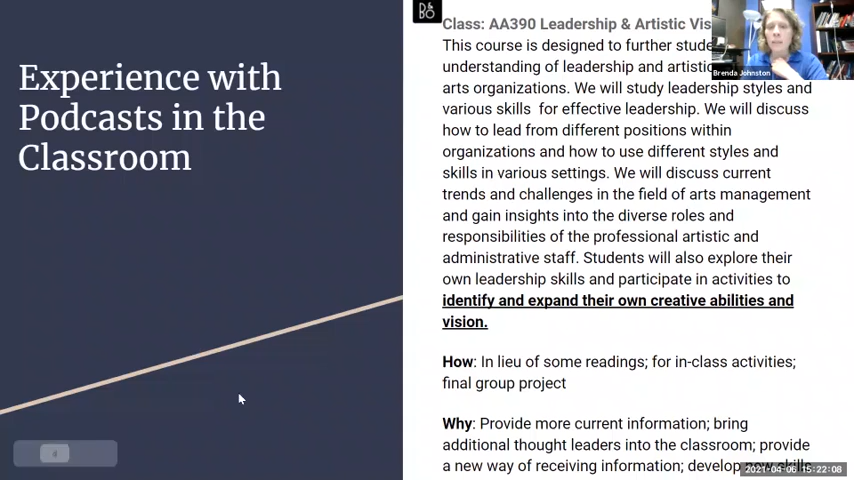 Experience with
Podcasts in the
Classroom
Class: AA390 Leadership & Artistic Vis
This course is designed to further stude
understanding of leadership and artistic
arts organizations. We will study leadership styles and
various skills for effective leadership. We will discuss
how to lead from different positions within
organizations and how to use different styles and
skills in various settings. We will discuss current
trends and challenges in the field of arts management
and gain insights into the diverse roles and
responsibilities of the professional artistic and
administrative staff. Students will also explore their
own leadership skills and participate in activities to
identify and expand their own creative abilities and
vision.
How: In lieu of some readings; for in-class activities;
final group project
Why: Provide more current information; bring
additional thought leaders into the classroom; provide
a new way of receiving information; develop new skills
Brenda Johnston
2021-04-06 15:22:08